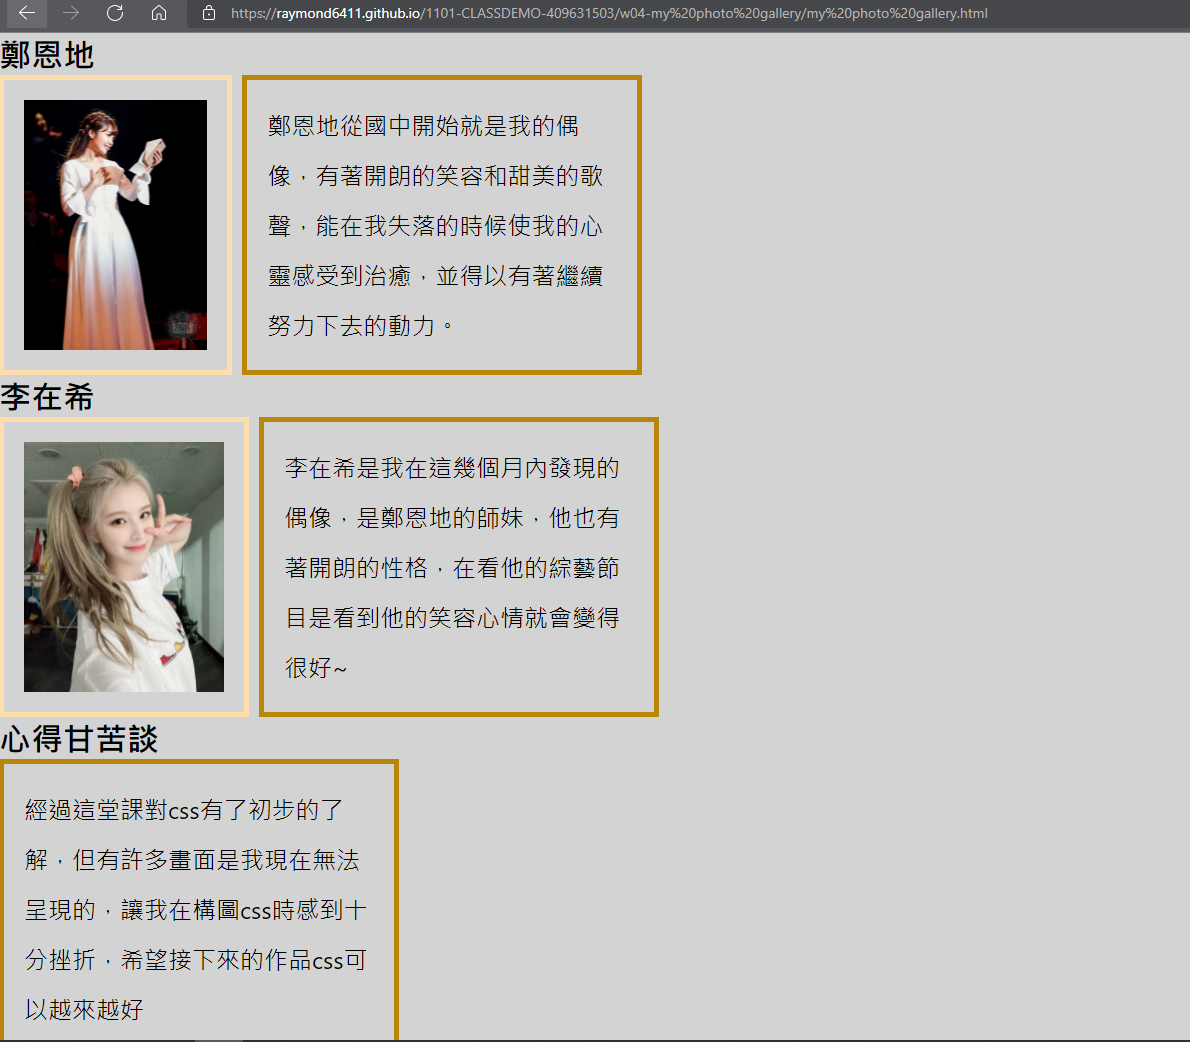 https://raymond6411.github.io/1101-CLASSDEMO-409631503/w04-my%20photo%20gallery/my%20photo%20gallery.html
鄭恩地
鄭恩地從國中開始就是我的偶
像，有著開朗的笑容和甜美的歌
聲，能在我失落的時候使我的心
靈感受到治癒，並得以有著繼續
努力下去的動力。
李在希
李在希是我在這幾個月內發現的
偶像，是鄭恩地的師妹，他也有
著開朗的性格，在看他的綜藝節
目是看到他的笑容心情就會變得
很好~
心得甘苦談
經過這堂課對css有了初步的了
解，但有許多畫面是我現在無法
呈現的，讓我在構圖css時感到十
分挫折，希望接下來的作品css可
以越來越好